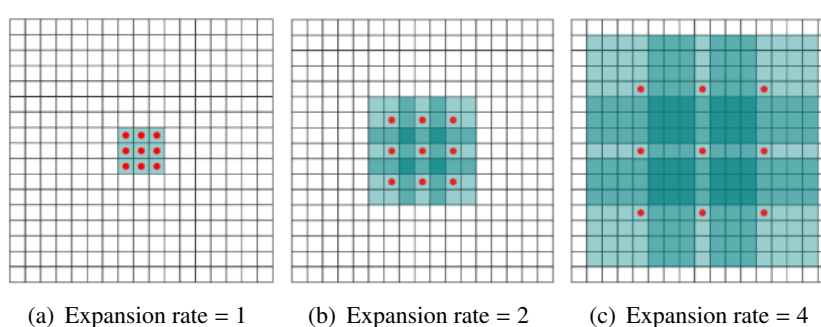 (a) Expansion rate = 1
(b) Expansion rate = 2
(c) Expansion rate = 4